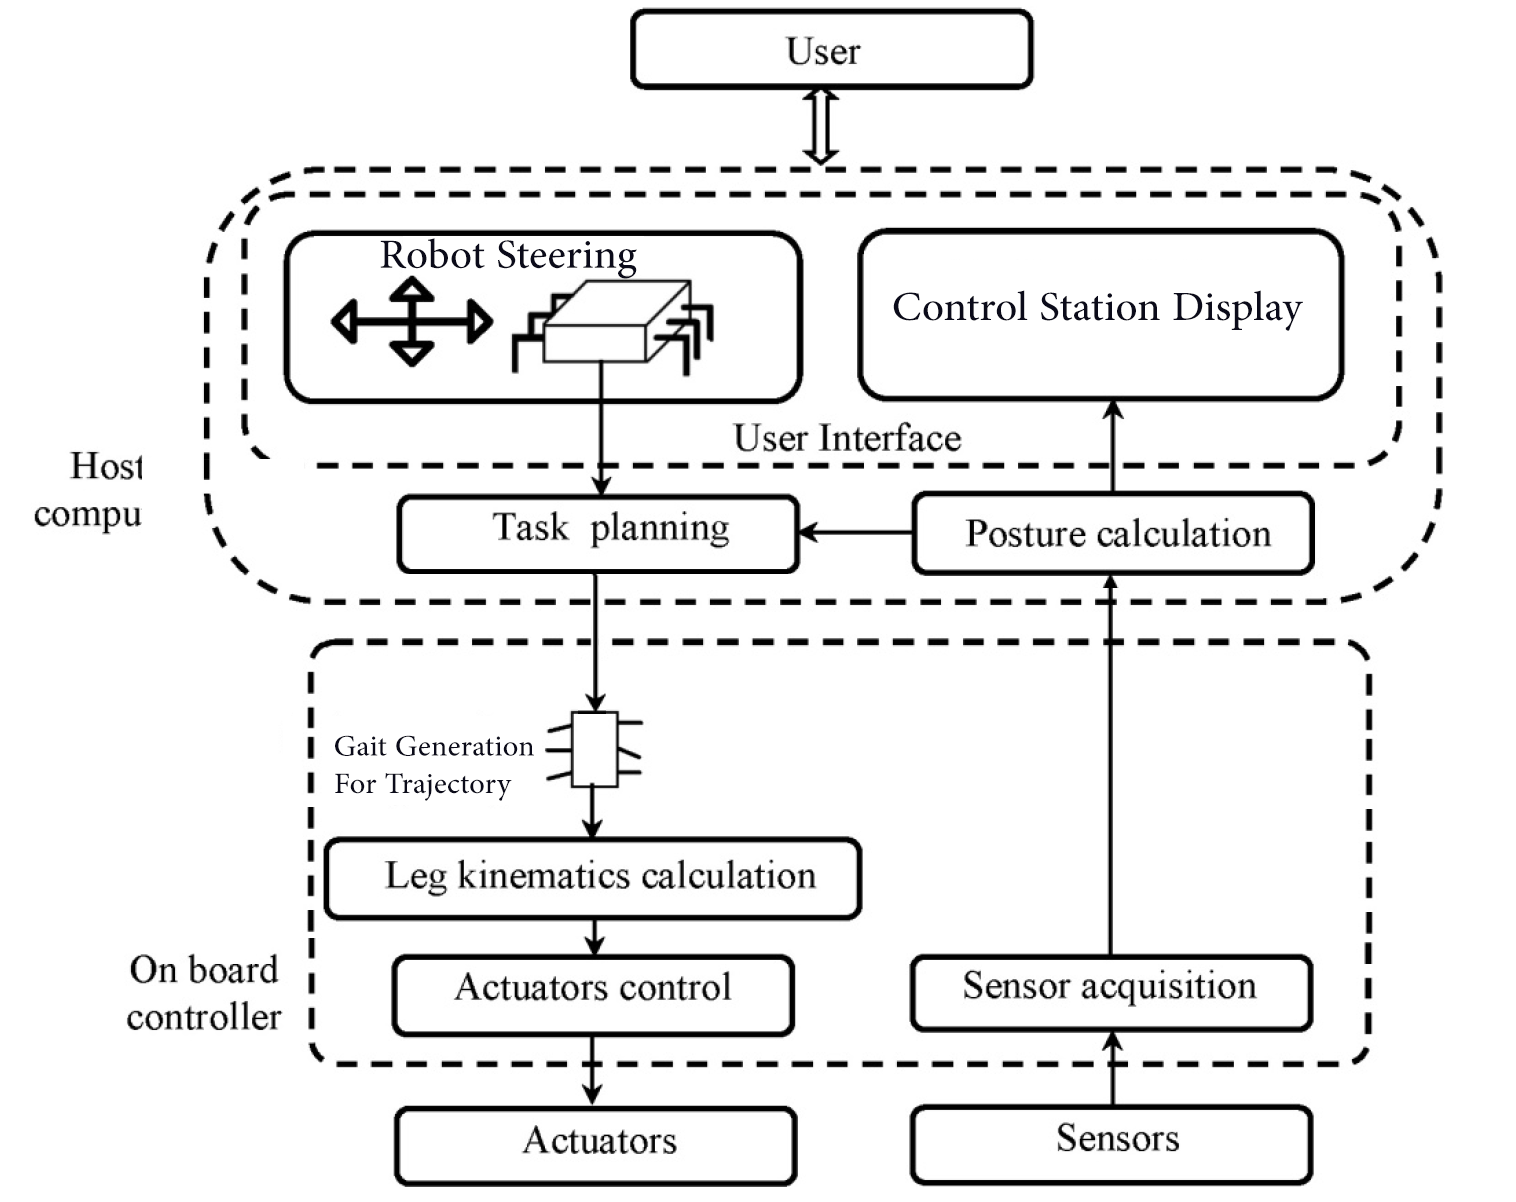 User
Robot Steering
Control Station Display
User Interface
Host
compu
Task planning
Posture calculation
Gait Generation
For Trajectory
Leg kinematics calculation
On board
controller
Actuators control
Sensor acquisition
Actuators
Sensors